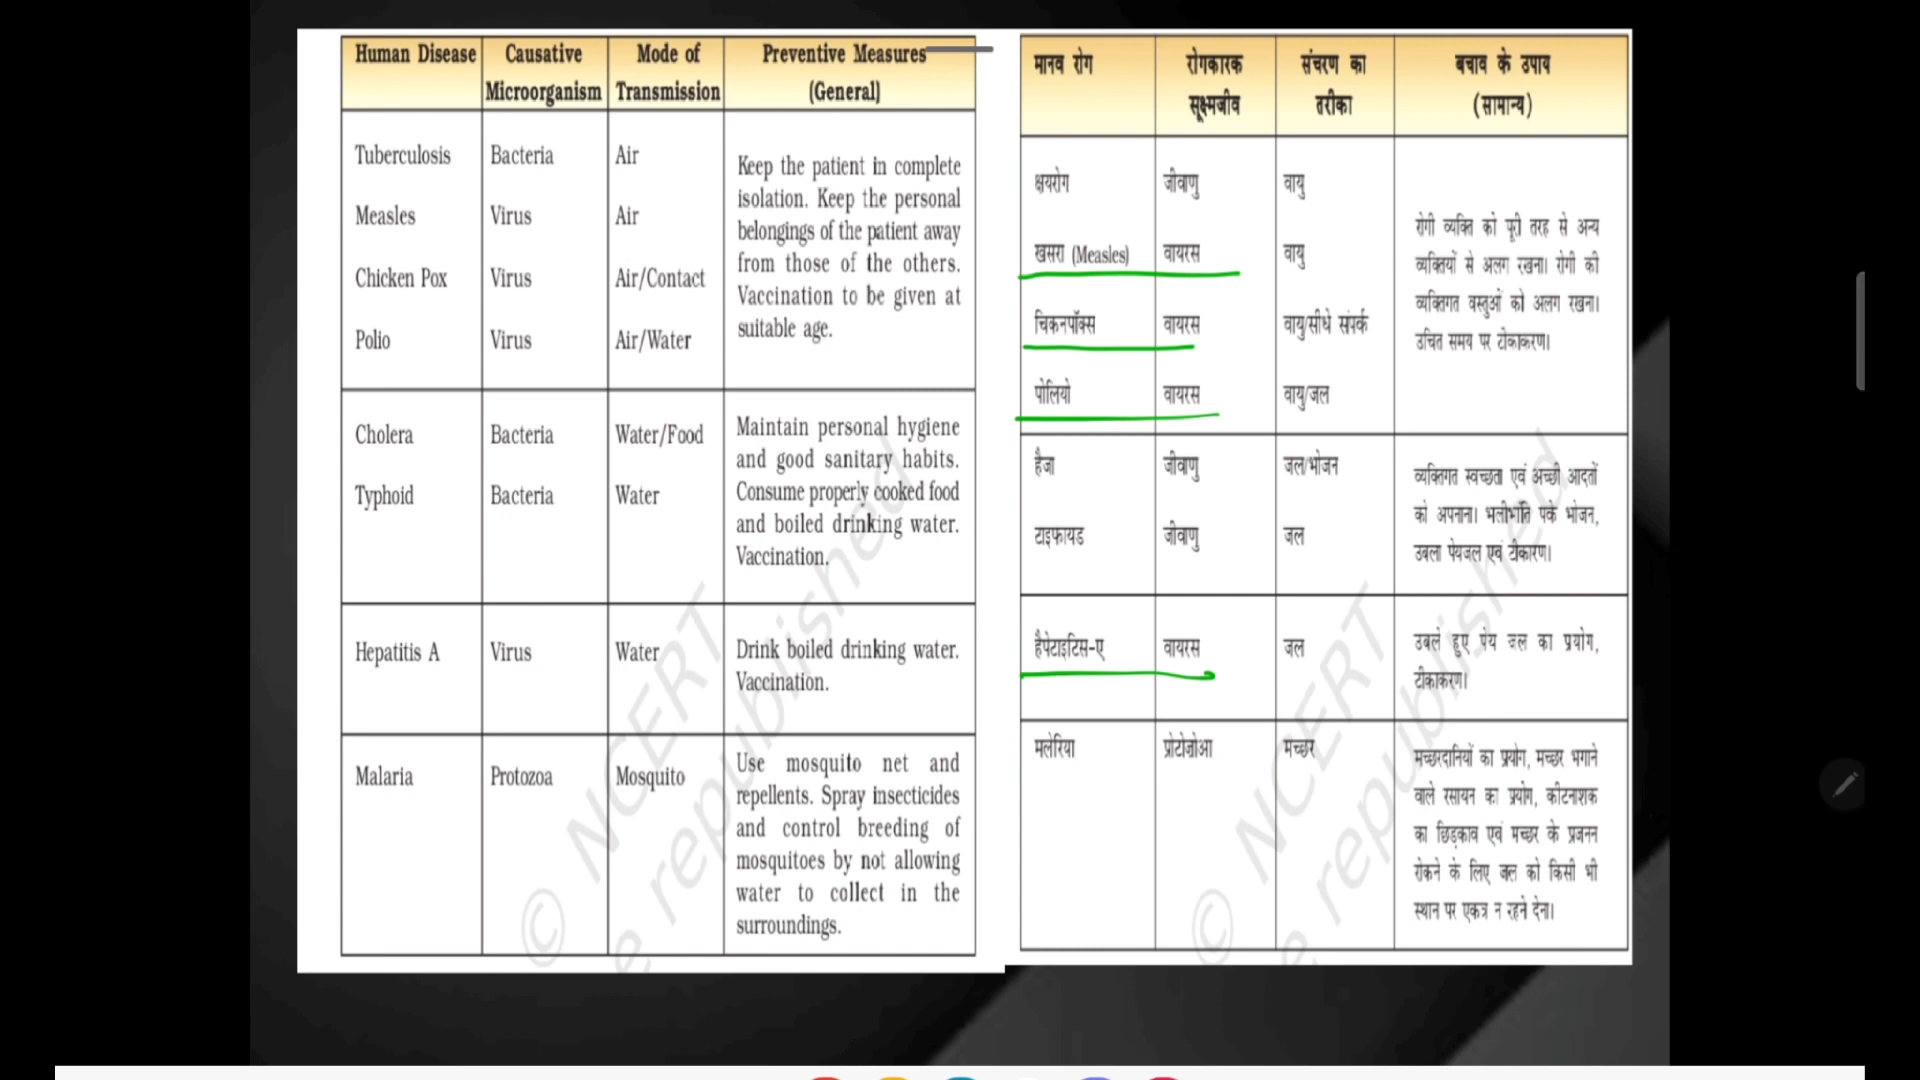 Human Disease
Causative
Microorganism
Mode of
Transmission
Preventive Measures
(General)
Tuberculosis
Bacteria
Air
Measles
Virus
Air
Chicken Pox
Virus
Air/Contact
Polio
Virus
Air/Water
Keep the patient in complete
isolation. Keep the personal
belongings of the patient away
from those of the others.
Vaccination to be given at
suitable age.
Cholera
Bacteria
Water/Food
Typhoid
Bacteria
Water
Maintain personal hygiene
and good sanitary habits.
Consume properly cooked food
and boiled drinking water.
Vaccination.
Hepatitis A
Virus
Water
Drink boiled drinking water.
Vaccination.
Malaria
Protozoa
Mosquito
Use mosquito net and
repellents. Spray insecticides
and control breeding of
mosquitoes by not allowing
water to collect in the
surroundings.
© NCERT
e republished
मानव रोग
रोगकारक
सूक्ष्मजीव
संचरण का
तरीका
बचाव के उपाय
(सामान्य)
क्षयरोग
जीवाणु
वायु
खसरा (Measles)
वायरस
वायु
चिकनपॉक्स
वायरस
वायु/सीधे संपर्क
पोलियो
वायरस
वायु/जल
रोगी व्यक्ति को पूरी तरह से अन्य
व्यक्तियों से अलग रखना। रोगी की
व्यक्तिगत वस्तुओं को अलग रखना।
उचित समय पर टीकाकरण।
हैजा
जीवाणु
जल/भोजन
टाइफायड
जीवाणु
जल
व्यक्तिगत स्वच्छता एवं अच्छी आदतों
को अपनाना। भलीभांति पके भोजन,
उबला पेयजल एवं टीकारण।
हैपेटाइटिस-ए
वायरस
जल
उबले हुए पेय जल का प्रयोग,
टीकाकरण।
मलेरिया
प्रोटोज़ोआ
मच्छर
मच्छरदानियों का प्रयोग, मच्छर भगाने
वाले रसायन का प्रयोग, कीटनाशक
का छिड़काव एवं मच्छर के प्रजनन
रोकने के लिए जल को किसी भी
स्थान पर एकत्र न रहने देना।
© NCERT
e republished